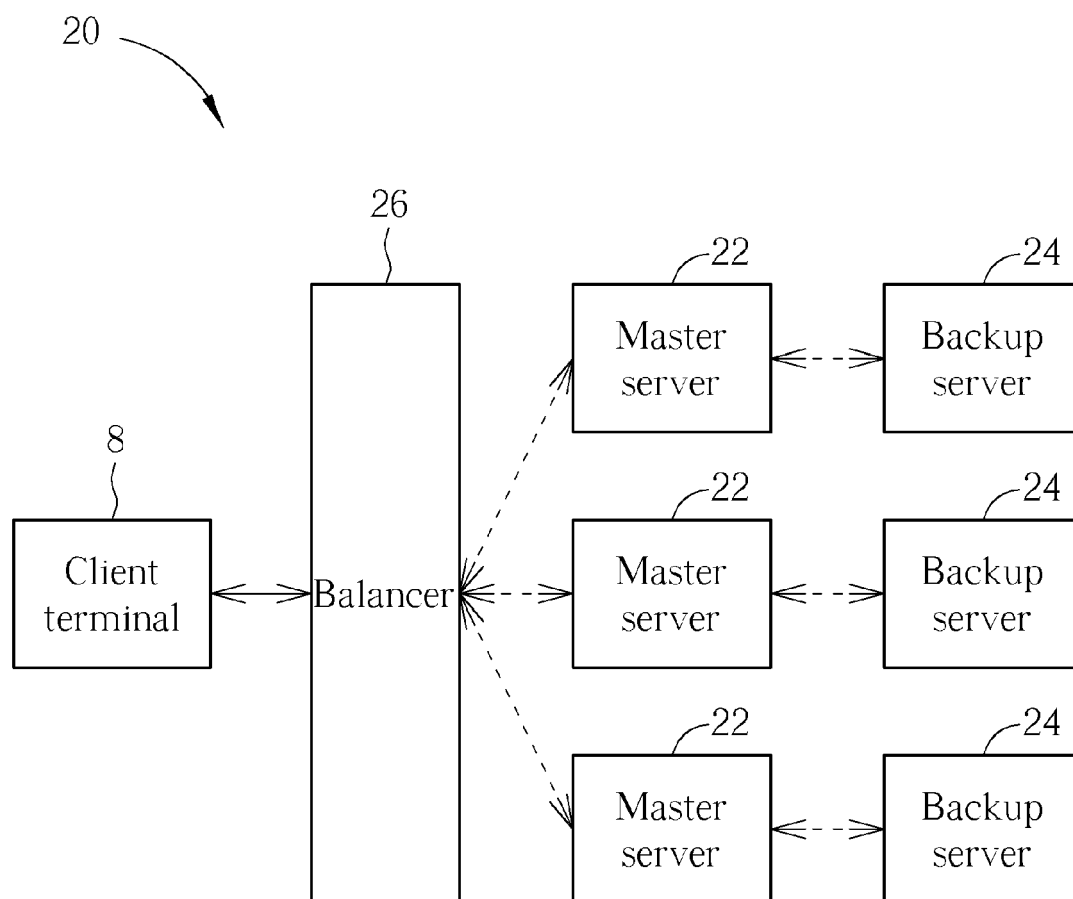 20
26
22
24
Master
server
Backup
server
8
22
24
Client
terminal
Balancer
Master
server
Backup
server
22
24
Master
server
Backup
server